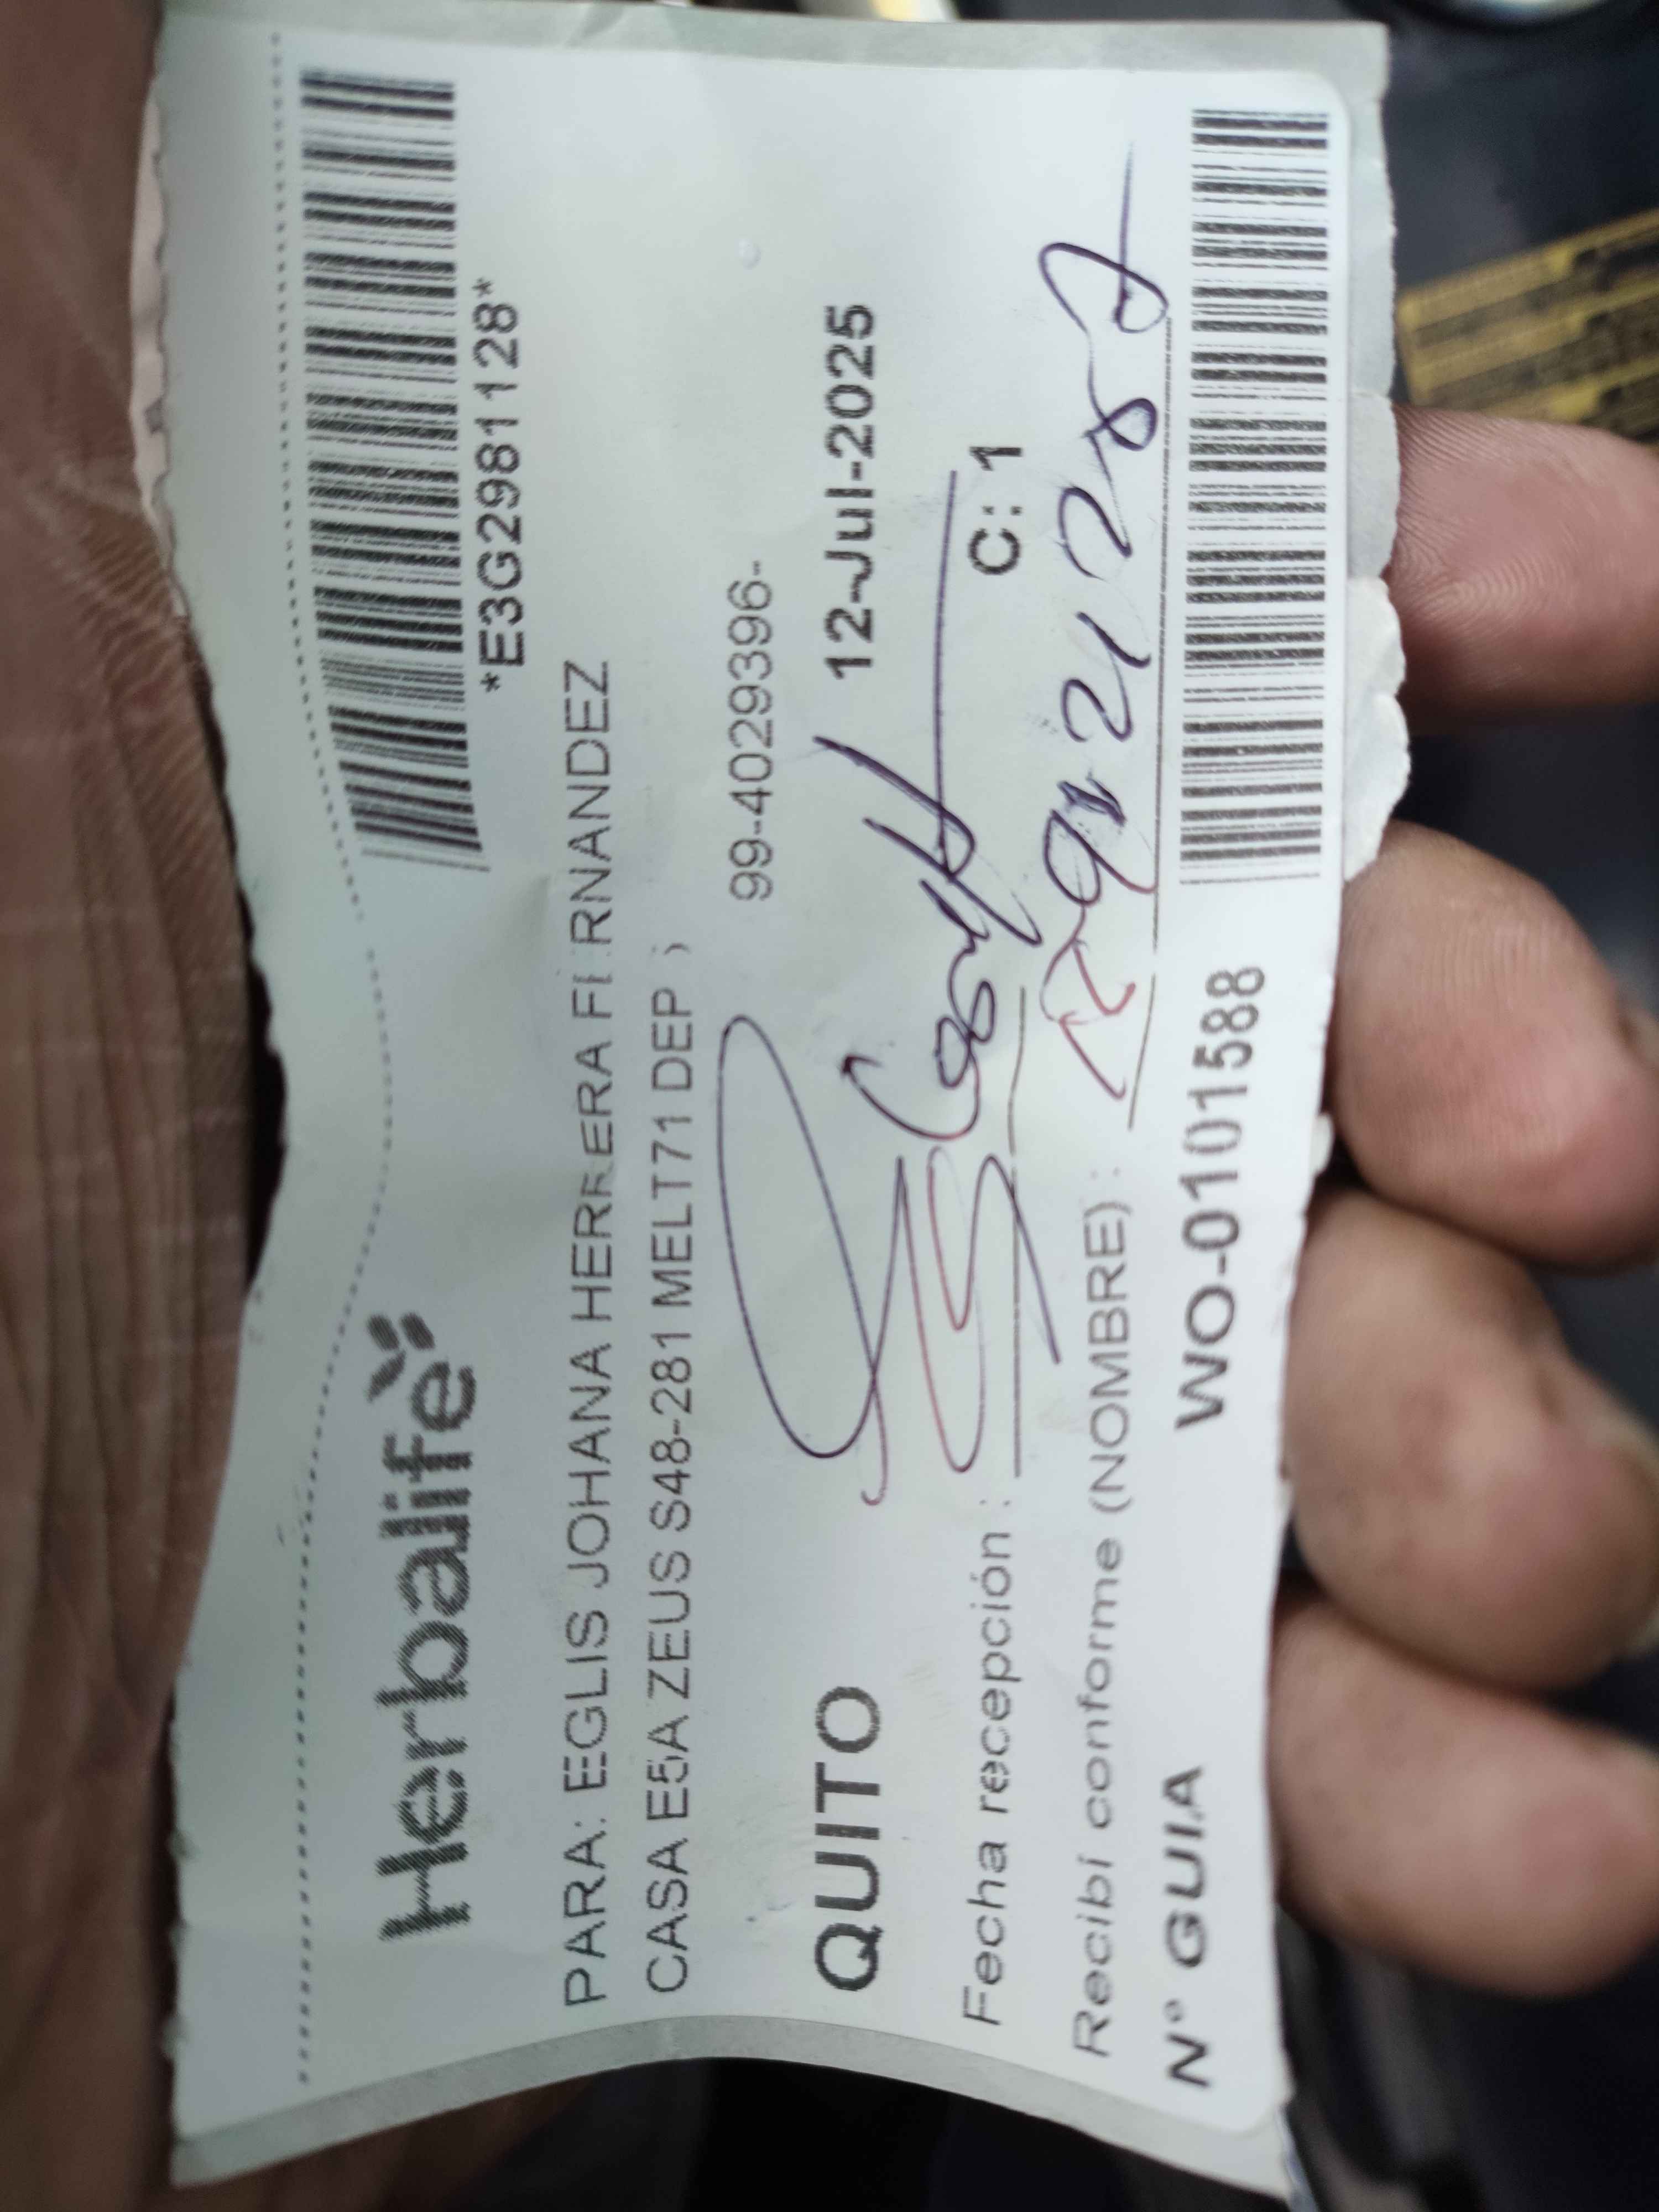 Herbalife
*E3G2981128*
PARA: EGLIS JOHANA HERRERA FERNANDEZ
CASA E5A ZEUS S48-281 MELT71 DEP
99-4029396-
QUITO 12-Jul-2025
Fecha recepción : C: 1
Recibí conforme (NOMBRE) :
N° GUIA WO-0101588